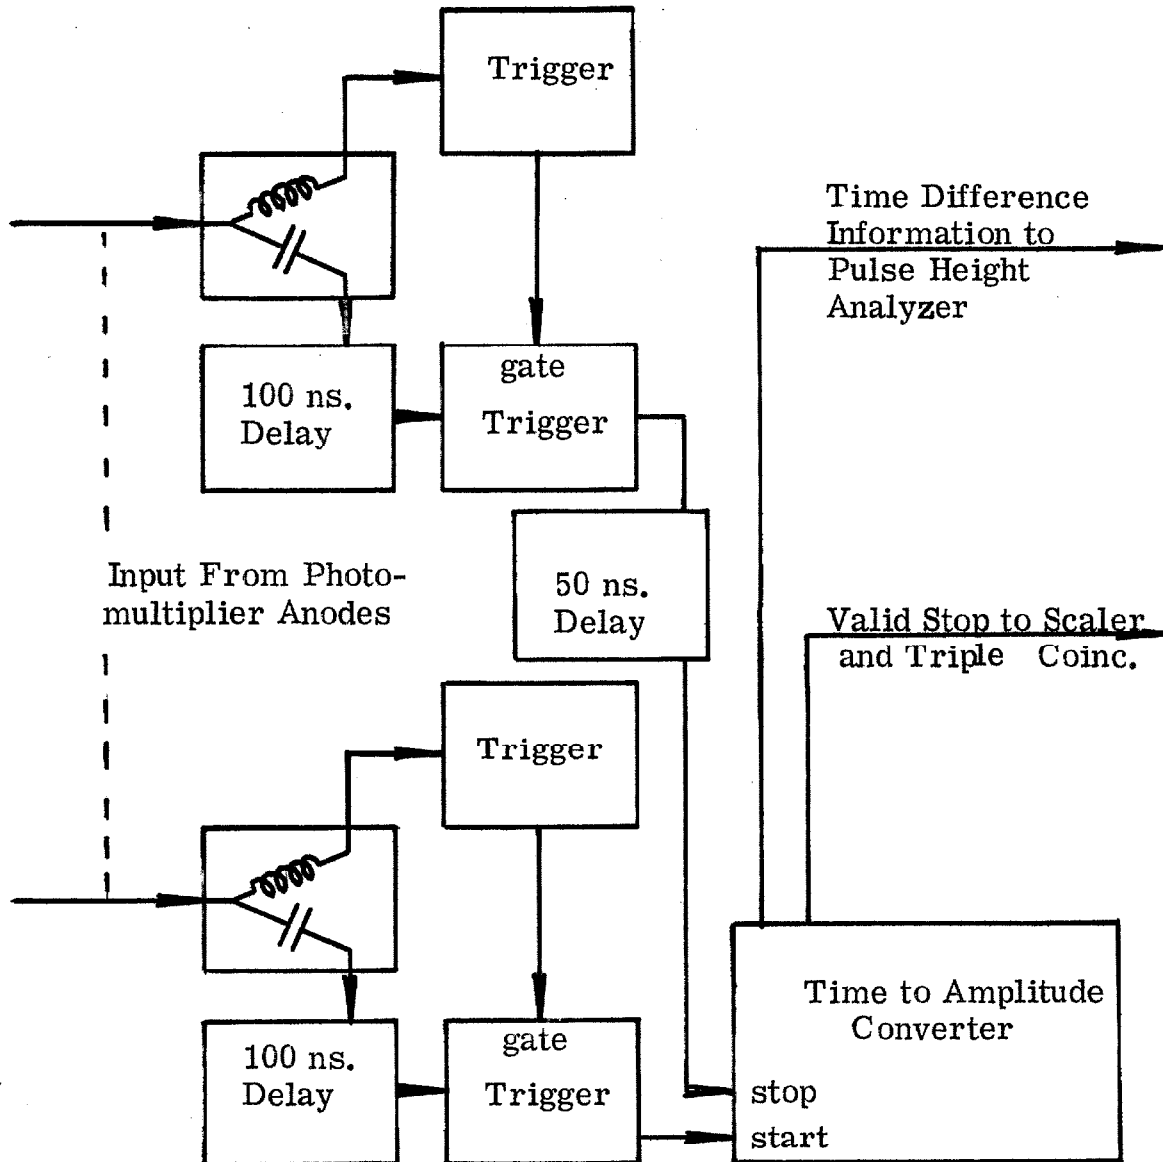 Trigger
Time Difference
Information to
Pulse Height
Analyzer
100 ns.
Delay
gate
Trigger
Input From Photo-
multiplier Anodes
50 ns.
Delay
Valid Stop to Scaler
and Triple Coinc.
Trigger
Time to Amplitude
Converter
100 ns.
Delay
gate
Trigger
stop
start